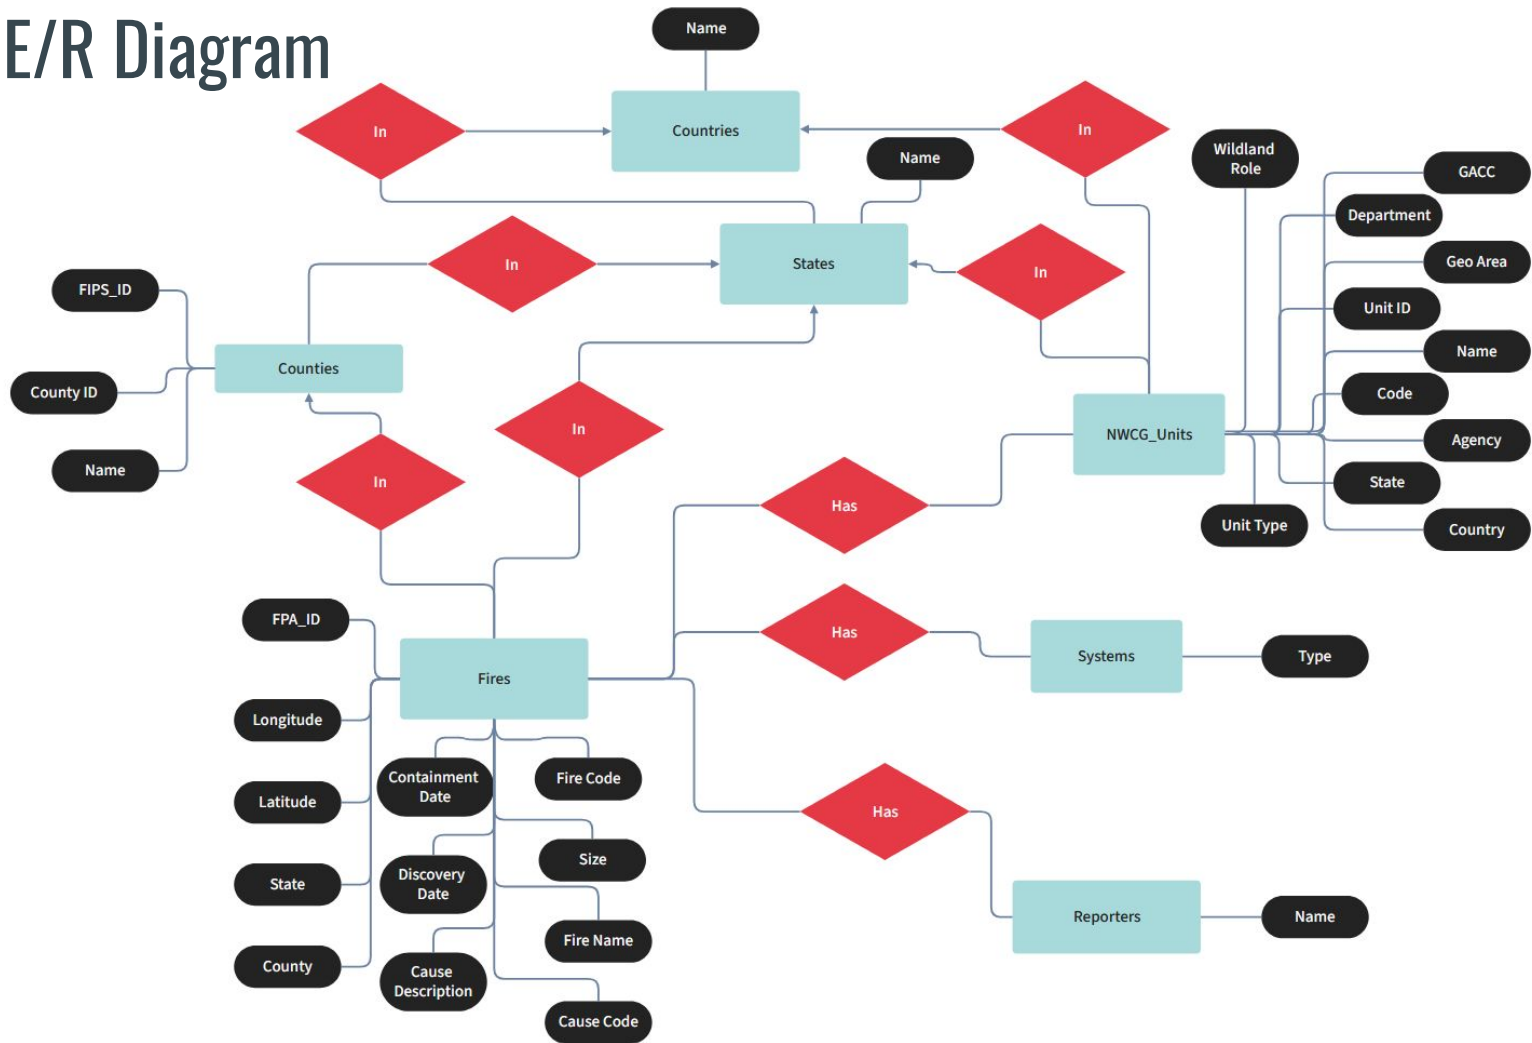 E/R Diagram
Name
In
Countries
In
Name
Wildland
Role
GACC
Department
In
States
In
Geo Area
FIPS_ID
Unit ID
Name
Counties
County ID
Code
In
NWCG_Units
Agency
Name
In
State
Has
Unit Type
Country
FPA_ID
Has
Systems
Type
Fires
Longitude
Containment
Date
Fire Code
Latitude
Has
Size
Discovery
Date
State
Reporters
Name
Fire Name
County
Cause
Description
Cause Code